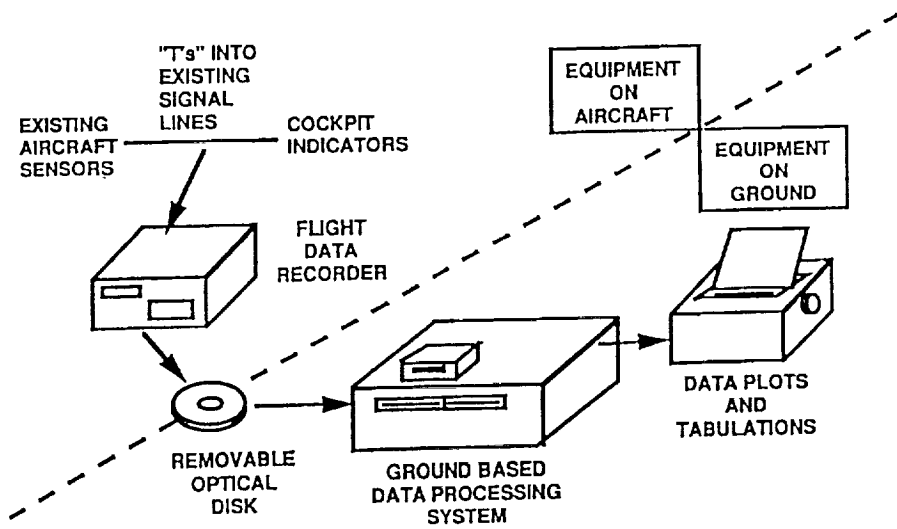 "T's" INTO
EXISTING
SIGNAL
LINES
EXISTING
AIRCRAFT
SENSORS
COCKPIT
INDICATORS
EQUIPMENT
ON
AIRCRAFT
EQUIPMENT
ON
GROUND
FLIGHT
DATA
RECORDER
REMOVABLE
OPTICAL
DISK
GROUND BASED
DATA PROCESSING
SYSTEM
DATA PLOTS
AND
TABULATIONS